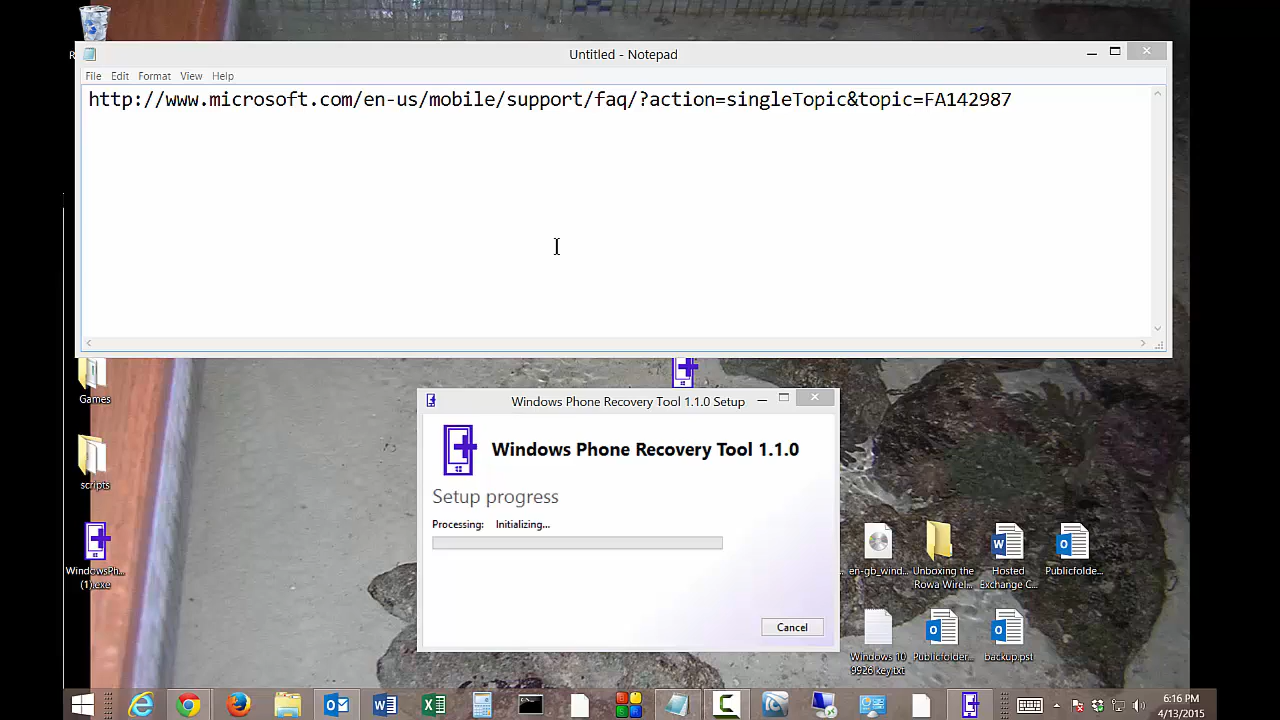 Untitled - Notepad
File Edit Format View Help
http://www.microsoft.com/en-us/mobile/support/faq/?action=singleTopic&topic=FA142987
Games
scripts
WindowsPh...
(1).exe
Windows Phone Recovery Tool 1.1.0 Setup
Windows Phone Recovery Tool 1.1.0
Setup progress
Processing: Initializing...
Cancel
en-gb_wind...
Unboxing the
Rowa Wirel...
Hosted
Exchange C...
Publicfolde...
Windows 10
9926 key.txt
Publicfolder...
backup.pst
6:16 PM
4/13/2015